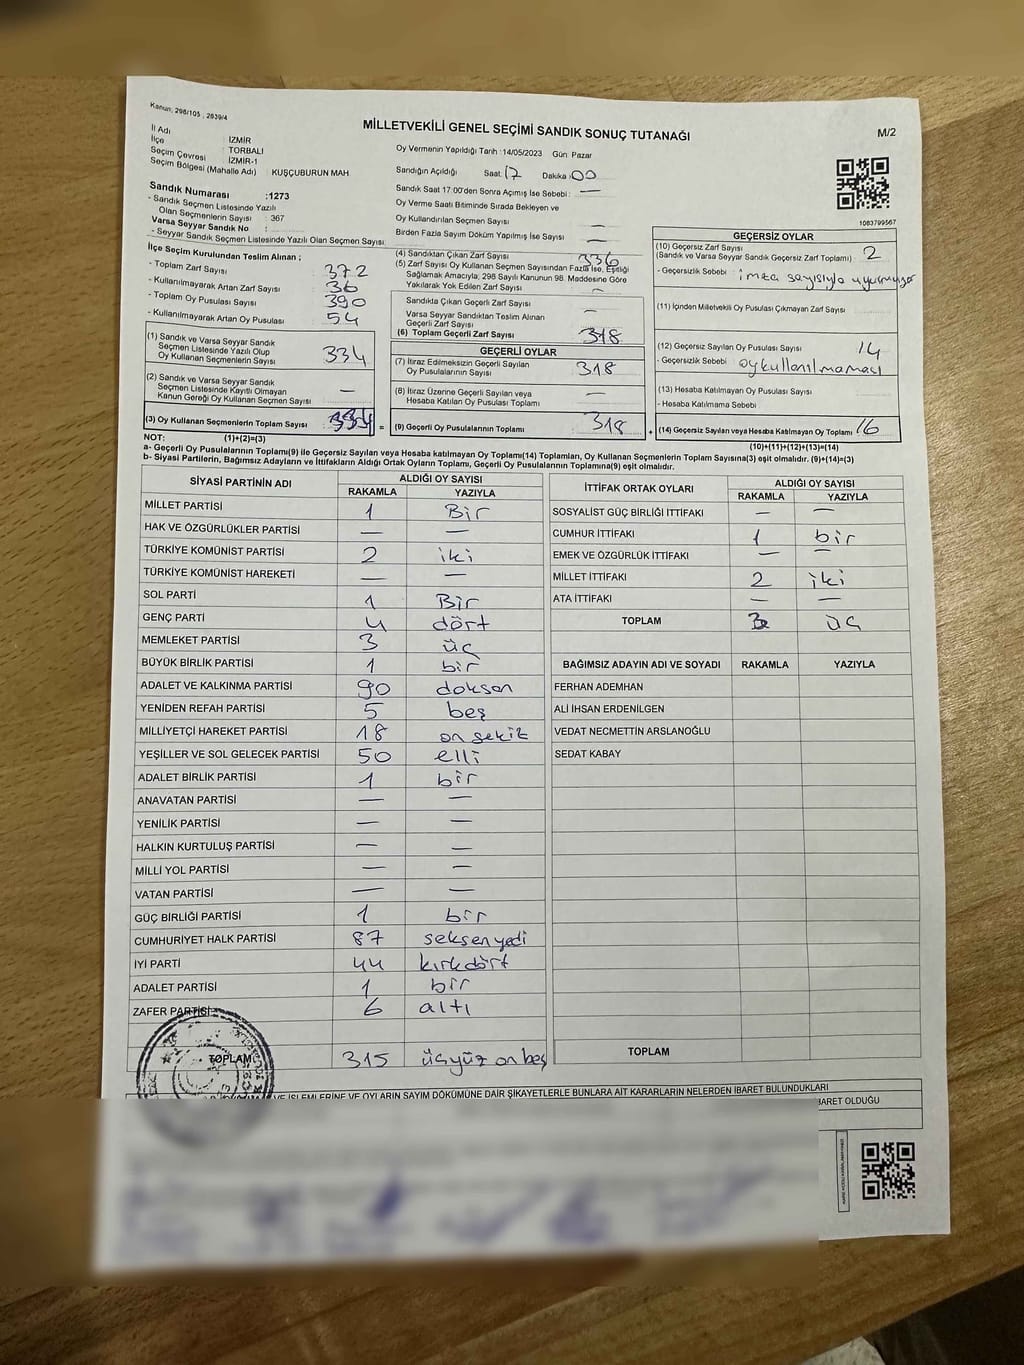 Kanun, 298/105 , 2839/4
MİLLETVEKİLİ GENEL SEÇİMİ SANDIK SONUÇ TUTANAĞI
M/2
İl Adı : İZMİR
İlçe : TORBALI
Seçim Çevresi : İZMİR-1
Seçim Bölgesi (Mahalle Adı) : KUŞÇUBURUN MAH.
Oy Vermenin Yapıldığı Tarih : 14/05/2023 Gün: Pazar
Sandığın Açıldığı Saat: 17 Dakika: 00
Sandık Saat 17:00'den Sonra Açımış İse Sebebi : —
Oy Verme Saati Bitiminde Sırada Bekleyen ve
Oy Kullandırılan Seçmen Sayısı —
Birden Fazla Sayım Döküm Yapılmış İse Sayısı —
Sandık Numarası : 1273
- Sandık Seçmen Listesinde Yazılı
Olan Seçmenlerin Sayısı : 367
Varsa Seyyar Sandık No :
- Seyyar Sandık Seçmen Listesinde Yazılı Olan Seçmen Sayısı:
1083799567
İlçe Seçim Kurulundan Teslim Alınan ;
- Toplam Zarf Sayısı : 372
- Kullanılmayarak Artan Zarf Sayısı : 36
- Toplam Oy Pusulası Sayısı : 390
- Kullanılmayarak Artan Oy Pusulası : 54
(1) Sandık ve Varsa Seyyar Sandık
Seçmen Listesinde Yazılı Olup
Oy Kullanan Seçmenlerin Sayısı : 334
(2) Sandık ve Varsa Seyyar Sandık
Seçmen Listesinde Kayıtlı Olmayan
Kanun Gereği Oy Kullanan Seçmen Sayısı : —
(3) Oy Kullanan Seçmenlerin Toplam Sayısı : 334 =
(4) Sandıktan Çıkan Zarf Sayısı : 336
(5) Zarf Sayısı Oy Kullanan Seçmen Sayısından Fazla İse, Eşitliği
Sağlamak Amacıyla, 298 Sayılı Kanunun 98. Maddesine Göre
Yakılarak Yok Edilen Zarf Sayısı : —
Sandıkta Çıkan Geçerli Zarf Sayısı : —
Varsa Seyyar Sandıktan Teslim Alınan
Geçerli Zarf Sayısı : —
(6) Toplam Geçerli Zarf Sayısı : 318
GEÇERLİ OYLAR
(7) İtiraz Edilmeksizin Geçerli Sayılan
Oy Pusulalarının Sayısı : 318
(8) İtiraz Üzerine Geçerli Sayılan veya
Hesaba Katılan Oy Pusulası Toplamı : —
(9) Geçerli Oy Pusulalarının Toplamı : 318 +
GEÇERSİZ OYLAR
(10) Geçersiz Zarf Sayısı
(Sandık ve Varsa Seyyar Sandık Geçersiz Zarf Toplamı) : 2
- Geçersizlik Sebebi : imza sayısıyla uyumuyor
(11) İçinden Milletvekili Oy Pusulası Çıkmayan Zarf Sayısı : —
(12) Geçersiz Sayılan Oy Pusulası Sayısı : 14
- Geçersizlik Sebebi : oy kullanılmaması
(13) Hesaba Katılmayan Oy Pusulası Sayısı :
- Hesaba Katılmama Sebebi :
(14) Geçersiz Sayılan veya Hesaba Katılmayan Oy Toplamı : 16
NOT: (1)+(2)=(3)
(10)+(11)+(12)+(13)=(14)
a- Geçerli Oy Pusulalarının Toplamı(9) ile Geçersiz Sayılan veya Hesaba katılmayan Oy Toplamı(14) Toplamları, Oy Kullanan Seçmenlerin Toplam Sayısına(3) eşit olmalıdır. (9)+(14)=(3)
b- Siyasi Partilerin, Bağımsız Adayların ve İttifakların Aldığı Ortak Oyların Toplamı, Geçerli Oy Pusulalarının Toplamına(9) eşit olmalıdır.
SİYASİ PARTİNİN ADI ALDIĞI OY SAYISI
RAKAMLA YAZIYLA
MİLLET PARTİSİ 1 Bir
HAK VE ÖZGÜRLÜKLER PARTİSİ — —
TÜRKİYE KOMÜNİST PARTİSİ 2 iki
TÜRKİYE KOMÜNİST HAREKETİ — —
SOL PARTİ 1 Bir
GENÇ PARTİ 4 dört
MEMLEKET PARTİSİ 3 üç
BÜYÜK BİRLİK PARTİSİ 1 bir
ADALET VE KALKINMA PARTİSİ 90 doksan
YENİDEN REFAH PARTİSİ 5 beş
MİLLİYETÇİ HAREKET PARTİSİ 18 on sekiz
YEŞİLLER VE SOL GELECEK PARTİSİ 50 elli
ADALET BİRLİK PARTİSİ 1 bir
ANAVATAN PARTİSİ — —
YENİLİK PARTİSİ — —
HALKIN KURTULUŞ PARTİSİ — —
MİLLİ YOL PARTİSİ — —
VATAN PARTİSİ — —
GÜÇ BİRLİĞİ PARTİSİ 1 bir
CUMHURİYET HALK PARTİSİ 87 seksen yedi
İYİ PARTİ 44 kırkdört
ADALET PARTİSİ 1 bir
ZAFER PARTİSİ 6 altı
TOPLAM 315 üçyüz on beş
İTTİFAK ORTAK OYLARI ALDIĞI OY SAYISI
RAKAMLA YAZIYLA
SOSYALİST GÜÇ BİRLİĞİ İTTİFAKI — —
CUMHUR İTTİFAKI 1 bir
EMEK VE ÖZGÜRLÜK İTTİFAKI — —
MİLLET İTTİFAKI 2 iki
ATA İTTİFAKI — —
TOPLAM 3 üç
BAĞIMSIZ ADAYIN ADI VE SOYADI RAKAMLA YAZIYLA
FERHAN ADEMHAN
ALİ İHSAN ERDENİLGEN
VEDAT NECMETTİN ARSLANOĞLU
SEDAT KABAY
TOPLAM
VE İŞLEMLERİNE VE OYLARIN SAYIM DÖKÜMÜNE DAİR ŞİKAYETLERLE BUNLARA AİT KARARLARIN NELERDEN İBARET BULUNDUKLARI
BARET OLDUĞU